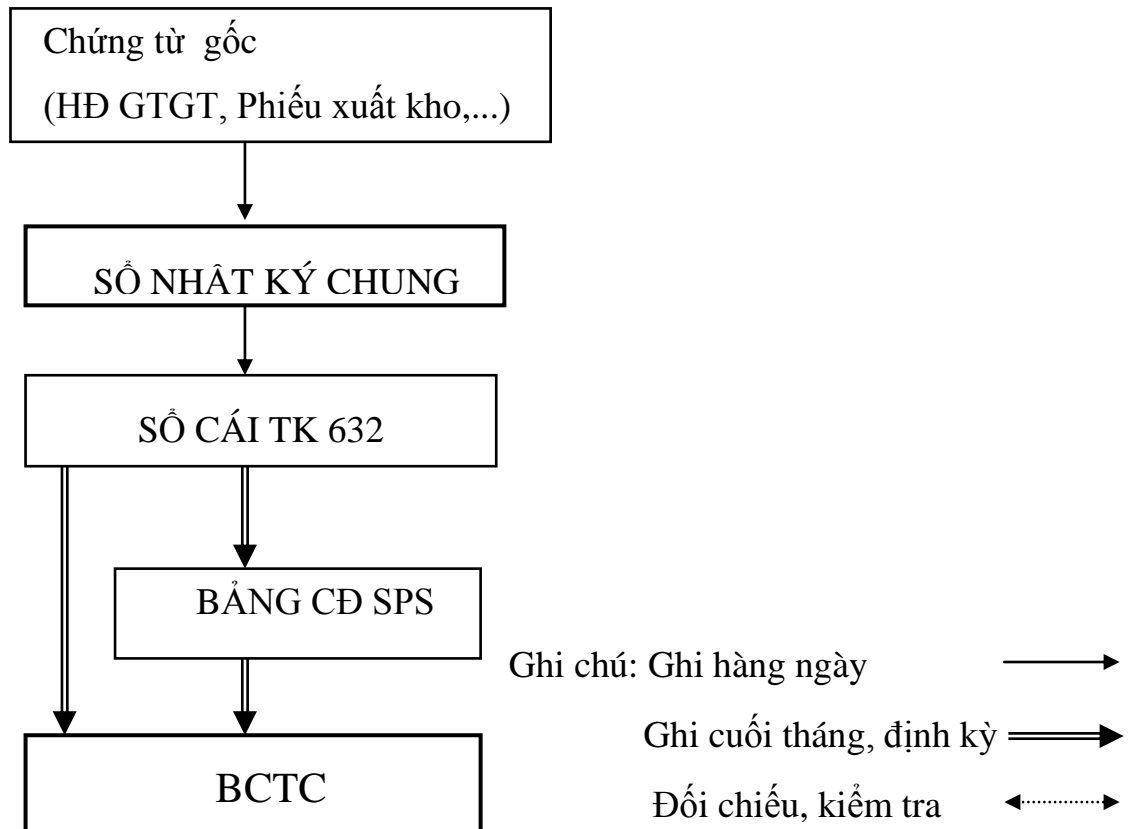 Chứng từ gốc
(HĐ GTGT, Phiếu xuất kho,...)
SỔ NHÂT KÝ CHUNG
SỔ CÁI TK 632
BẢNG CĐ SPS
Ghi chú: Ghi hàng ngày
Ghi cuối tháng, định kỳ
BCTC
Đối chiếu, kiểm tra